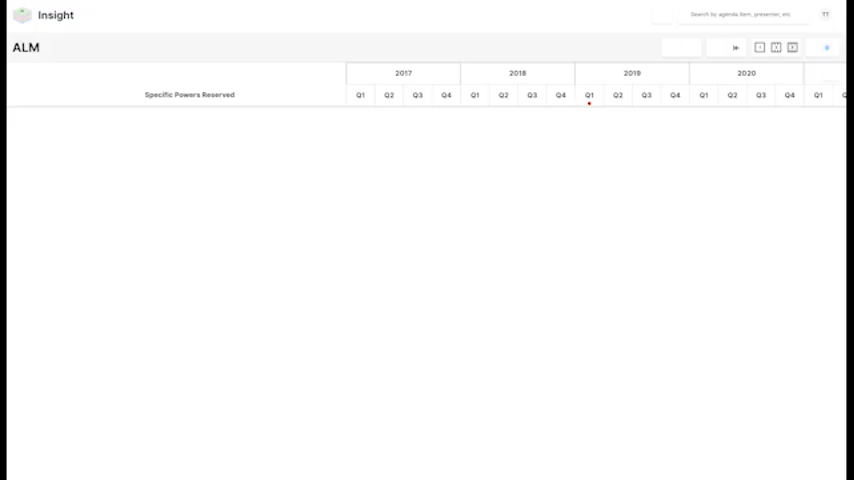 Insight
Search by agenda item, presenter, etc
TT
ALM
2017 2018 2019 2020
Specific Powers Reserved Q1 Q2 Q3 Q4 Q1 Q2 Q3 Q4 Q1 Q2 Q3 Q4 Q1 Q2 Q3 Q4 Q1